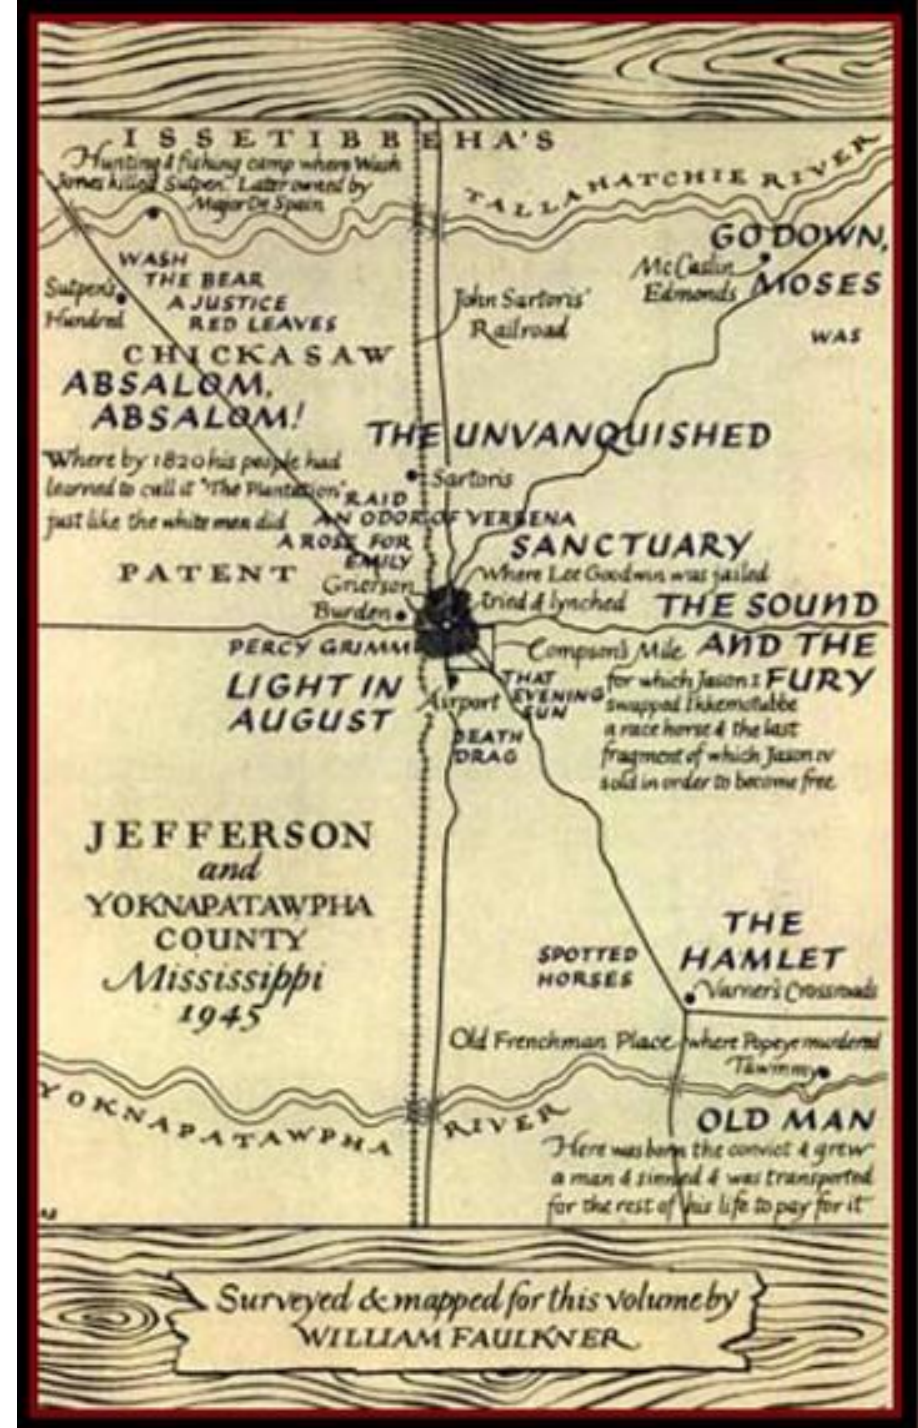 ISSETIBBEHA'S
Hunting & fishing camp where Wash
Jones killed Sutpen. Later owned by
Major De Spain
TALLAHATCHIE RIVER
GO DOWN,
MOSES
McCaslin
Edmonds
WAS
WASH
THE BEAR
A JUSTICE
RED LEAVES
Sutpen's
Hundred
John Sartoris'
Railroad
CHICKASAW
ABSALOM,
ABSALOM!
THE UNVANQUISHED
Where by 1820 his people had
learned to call it "The Plantation"
just like the white men did
Sartoris
RAID
AN ODOR OF VERBENA
A ROSE FOR
EMILY
PATENT
Grierson
Burden
SANCTUARY
Where Lee Goodwin was jailed
tried & lynched
THE SOUND
AND THE
FURY
PERCY GRIMM
LIGHT IN
AUGUST
Compson's Mile
for which Jason I
swapped Ikkemotubbe
a race horse & the last
fragment of which Jason IV
sold in order to become free
Airport
THAT
EVENING
SUN
DEATH
DRAG
JEFFERSON
and
YOKNAPATAWPHA
COUNTY
Mississippi
1945
THE
HAMLET
SPOTTED
HORSES
Varner's Crossroads
Old Frenchman Place where Popeye murdered
Tawmmy
YOKNAPATAWPHA RIVER
OLD MAN
Here was born the convict & grew
a man & sinned & was transported
for the rest of his life to pay for it
Surveyed & mapped for this volume by
WILLIAM FAULKNER